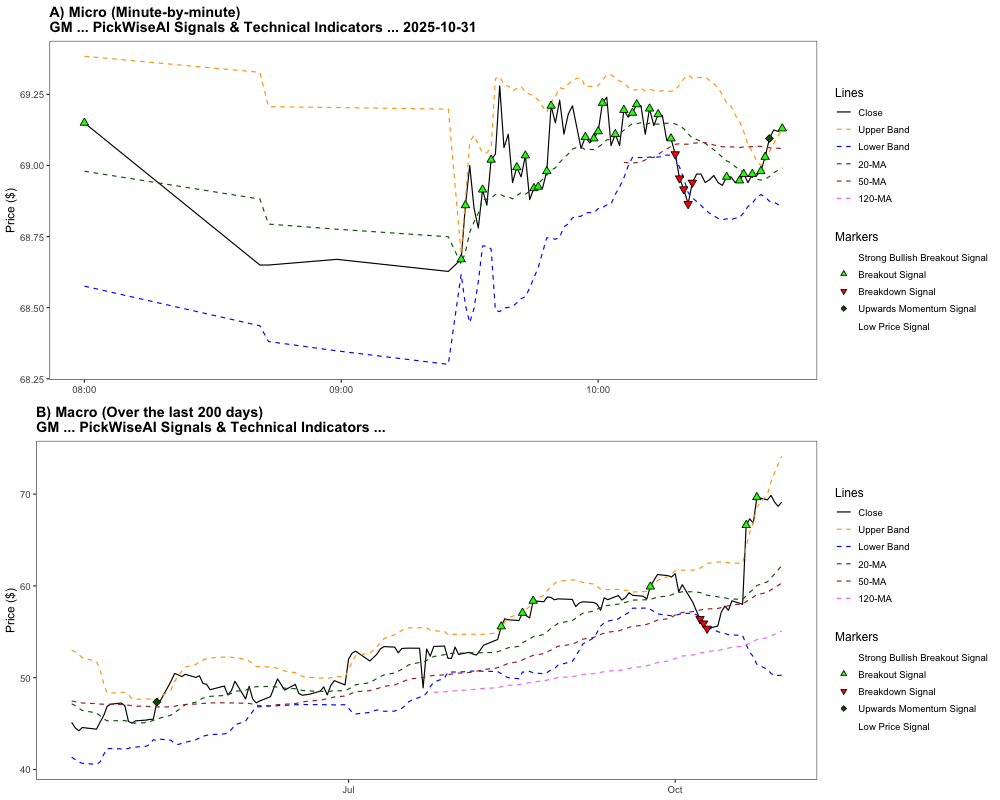 A) Micro (Minute-by-minute)
GM ... PickWiseAI Signals & Technical Indicators ... 2025-10-31
Price ($)
69.25
69.00
68.75
68.50
68.25
08:00
09:00
10:00
Lines
Close
Upper Band
Lower Band
20-MA
50-MA
120-MA
Markers
Strong Bullish Breakout Signal
Breakout Signal
Breakdown Signal
Upwards Momentum Signal
Low Price Signal
B) Macro (Over the last 200 days)
GM ... PickWiseAI Signals & Technical Indicators ...
Price ($)
70
60
50
40
Jul
Oct
Lines
Close
Upper Band
Lower Band
20-MA
50-MA
120-MA
Markers
Strong Bullish Breakout Signal
Breakout Signal
Breakdown Signal
Upwards Momentum Signal
Low Price Signal